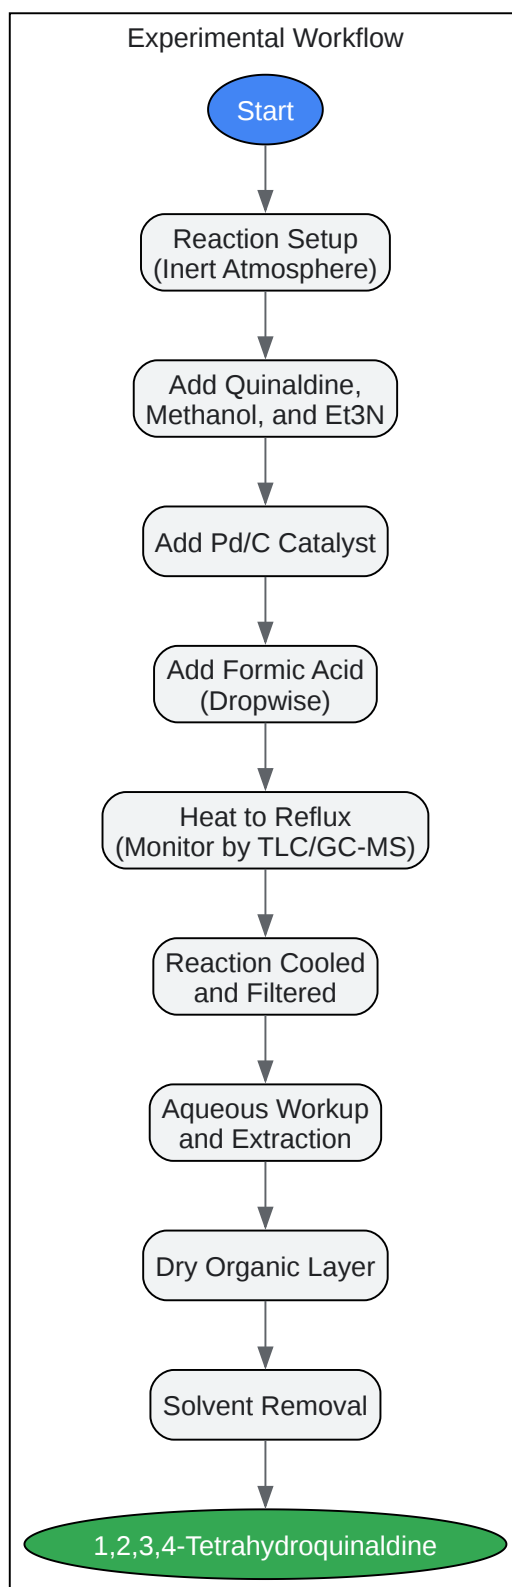 Experimental Workflow
Start
Reaction Setup
(Inert Atmosphere)
Add Quinaldine,
Methanol, and Et3N
Add Pd/C Catalyst
Add Formic Acid
(Dropwise)
Heat to Reflux
(Monitor by TLC/GC-MS)
Reaction Cooled
and Filtered
Aqueous Workup
and Extraction
Dry Organic Layer
Solvent Removal
1,2,3,4-Tetrahydroquinaldine